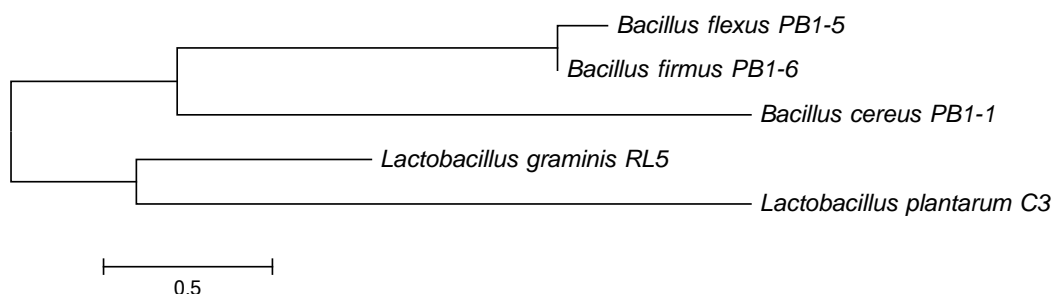 Bacillus flexus PB1-5
Bacillus firmus PB1-6
Bacillus cereus PB1-1
Lactobacillus graminis RL5
Lactobacillus plantarum C3
0.5